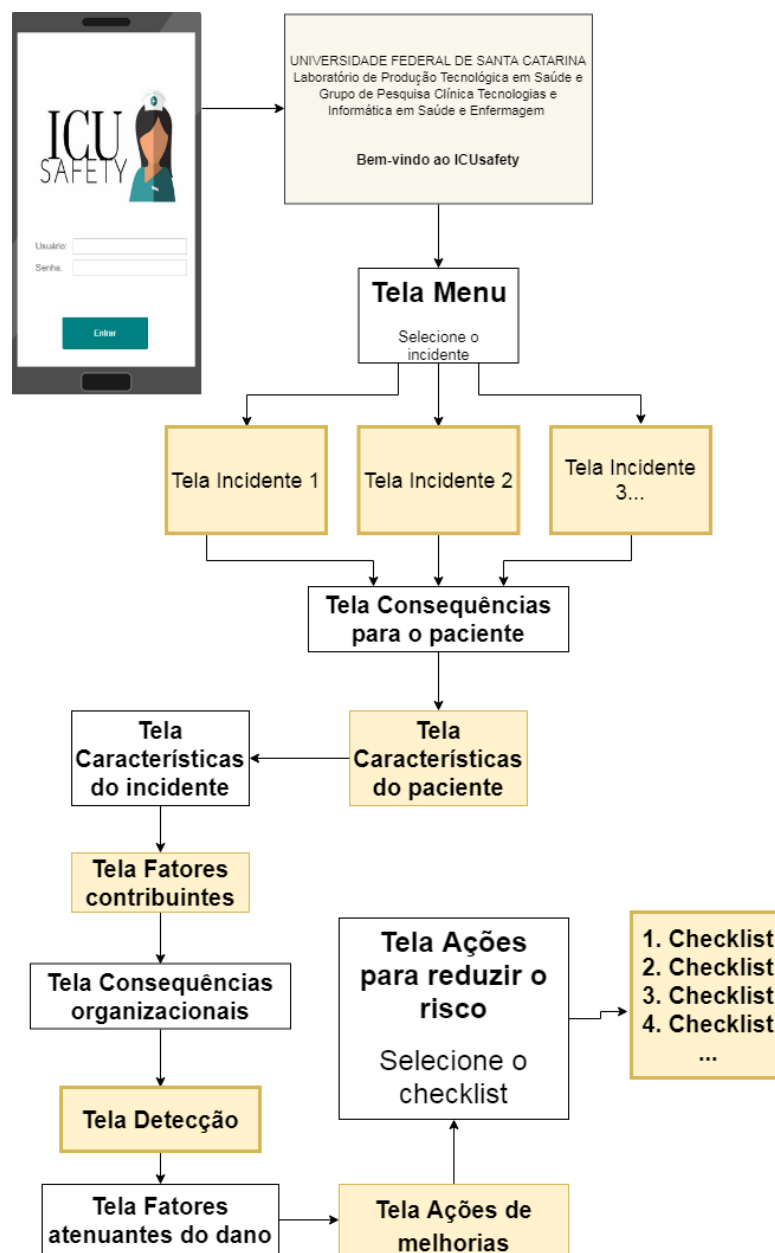 ICU
SAFETY
Usuário:
Senha:
Entrar
UNIVERSIDADE FEDERAL DE SANTA CATARINA
Laboratório de Produção Tecnológica em Saúde e
Grupo de Pesquisa Clínica Tecnologias e
Informática em Saúde e Enfermagem
Bem-vindo ao ICUsafety
Tela Menu
Selecione o
incidente
Tela Incidente 1
Tela Incidente 2
Tela Incidente
3...
Tela Consequências
para o paciente
Tela
Características
do paciente
Tela
Características
do incidente
Tela Fatores
contribuintes
Tela Consequências
organizacionais
Tela Detecção
Tela Fatores
atenuantes do dano
Tela Ações de
melhorias
Tela Ações
para reduzir o
risco
Selecione o
checklist
1. Checklist
2. Checklist
3. Checklist
4. Checklist
...